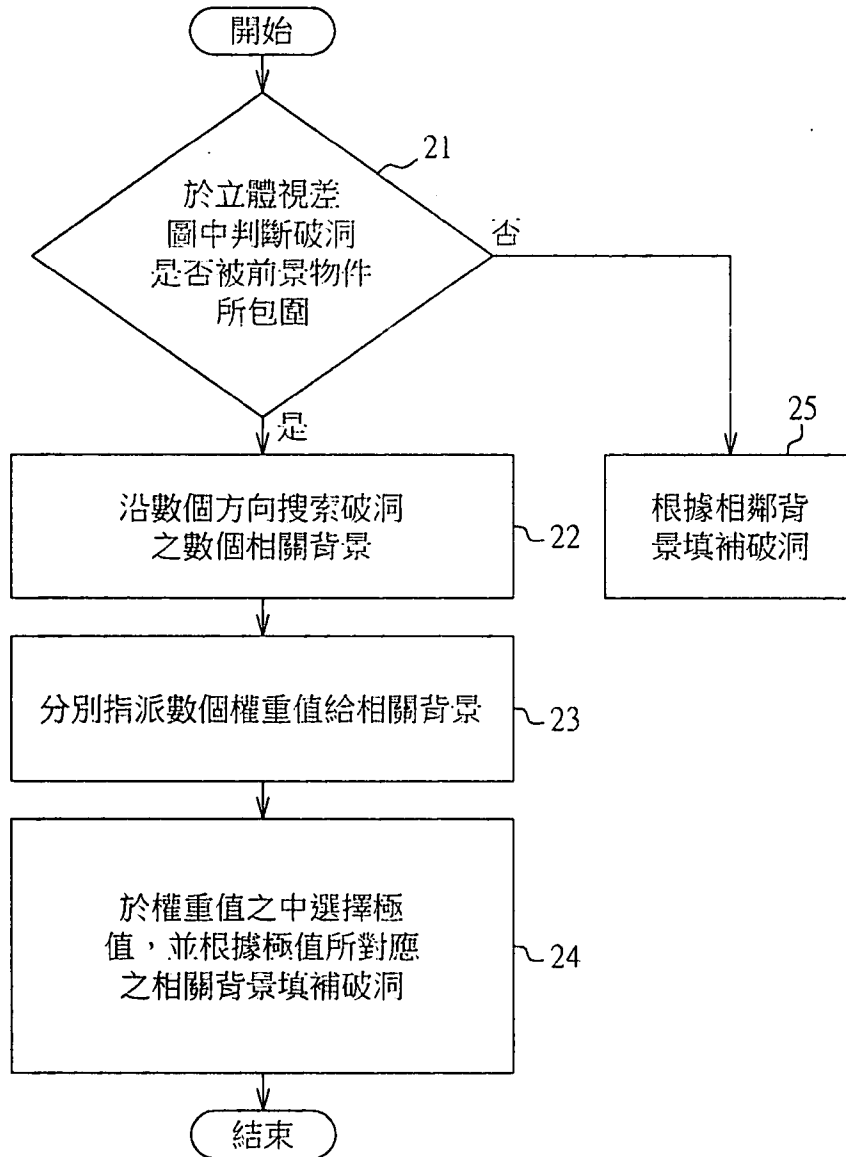 開始
21
於立體視差
圖中判斷破洞
是否被前景物件
所包圍
否
是
25
沿數個方向搜索破洞
之數個相關背景
22
根據相鄰背
景填補破洞
分別指派數個權重值給相關背景
23
於權重值之中選擇極
值，並根據極值所對應
之相關背景填補破洞
24
結束